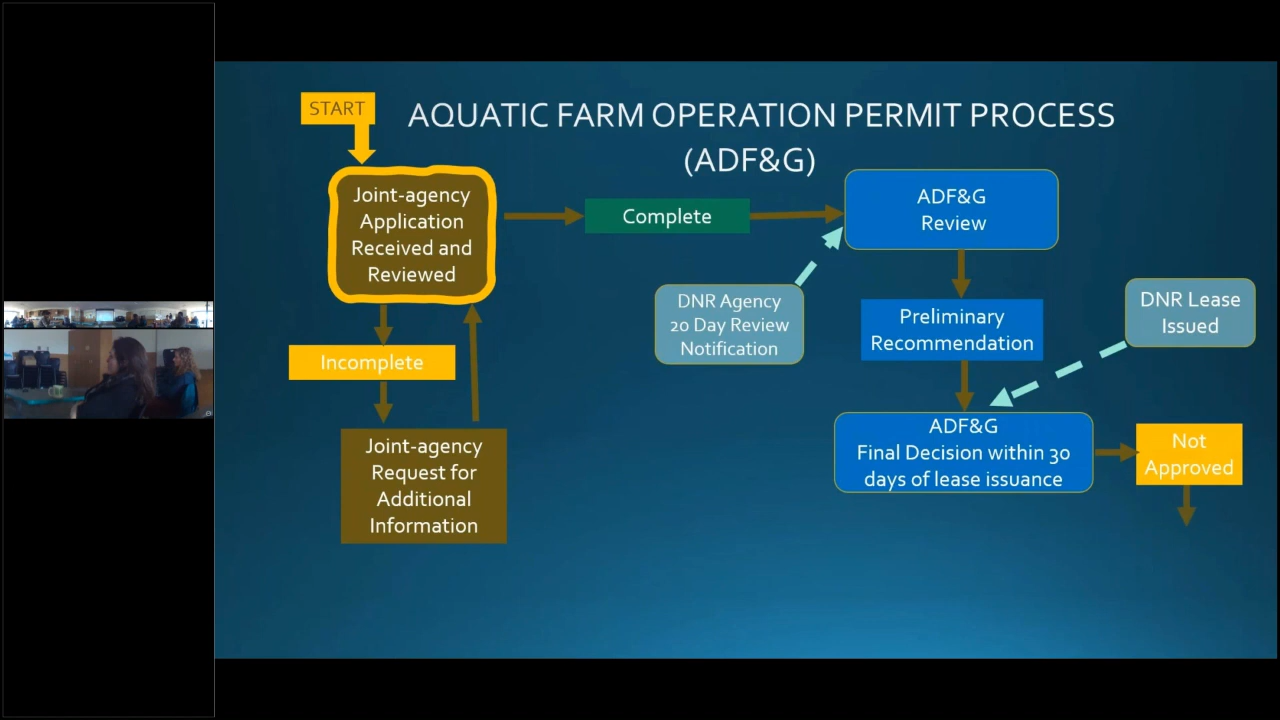 START
AQUATIC FARM OPERATION PERMIT PROCESS
(ADF&G)
Joint-agency
Application
Received and
Reviewed
Complete
ADF&G
Review
DNR Agency
20 Day Review
Notification
Preliminary
Recommendation
DNR Lease
Issued
Incomplete
Joint-agency
Request for
Additional
Information
ADF&G
Final Decision within 30
days of lease issuance
Not
Approved